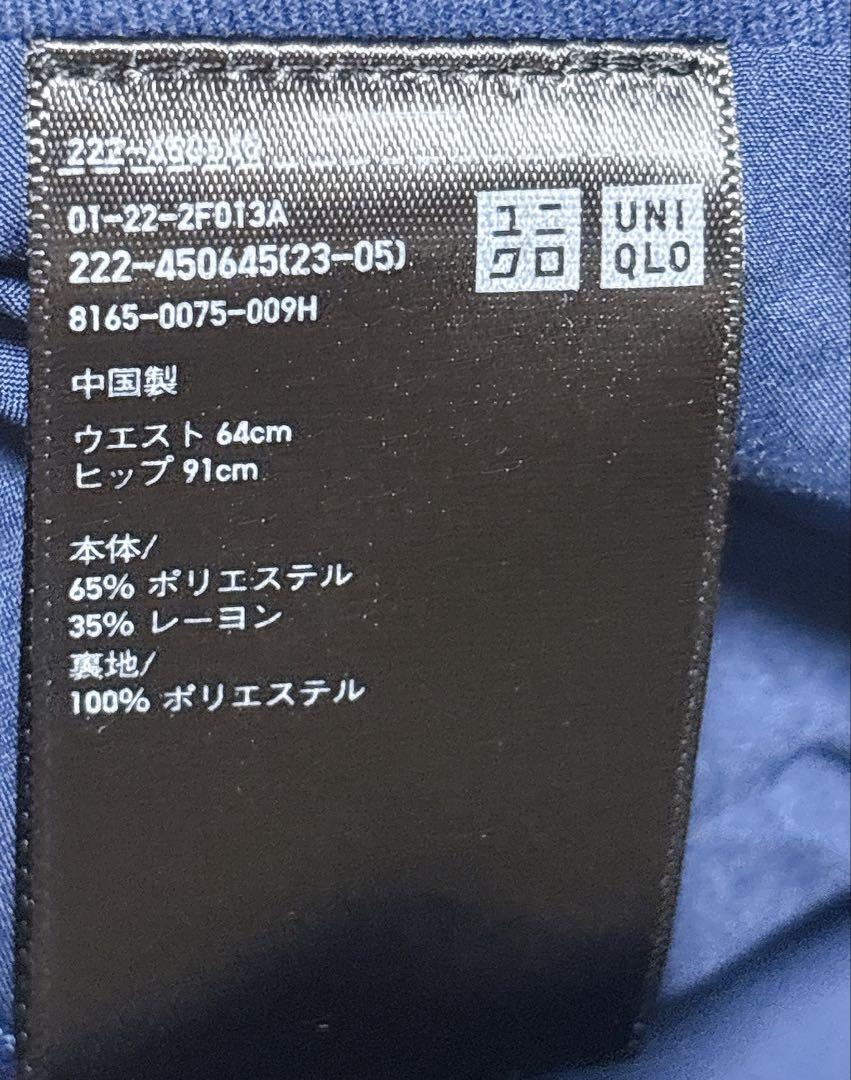 01-22-2F013A
222-450645(23-05)
8165-0075-009H
ユニ
クロ
UNI
QLO
中国製
ウエスト 64cm
ヒップ 91cm
本体/
65% ポリエステル
35% レーヨン
裏地/
100% ポリエステル